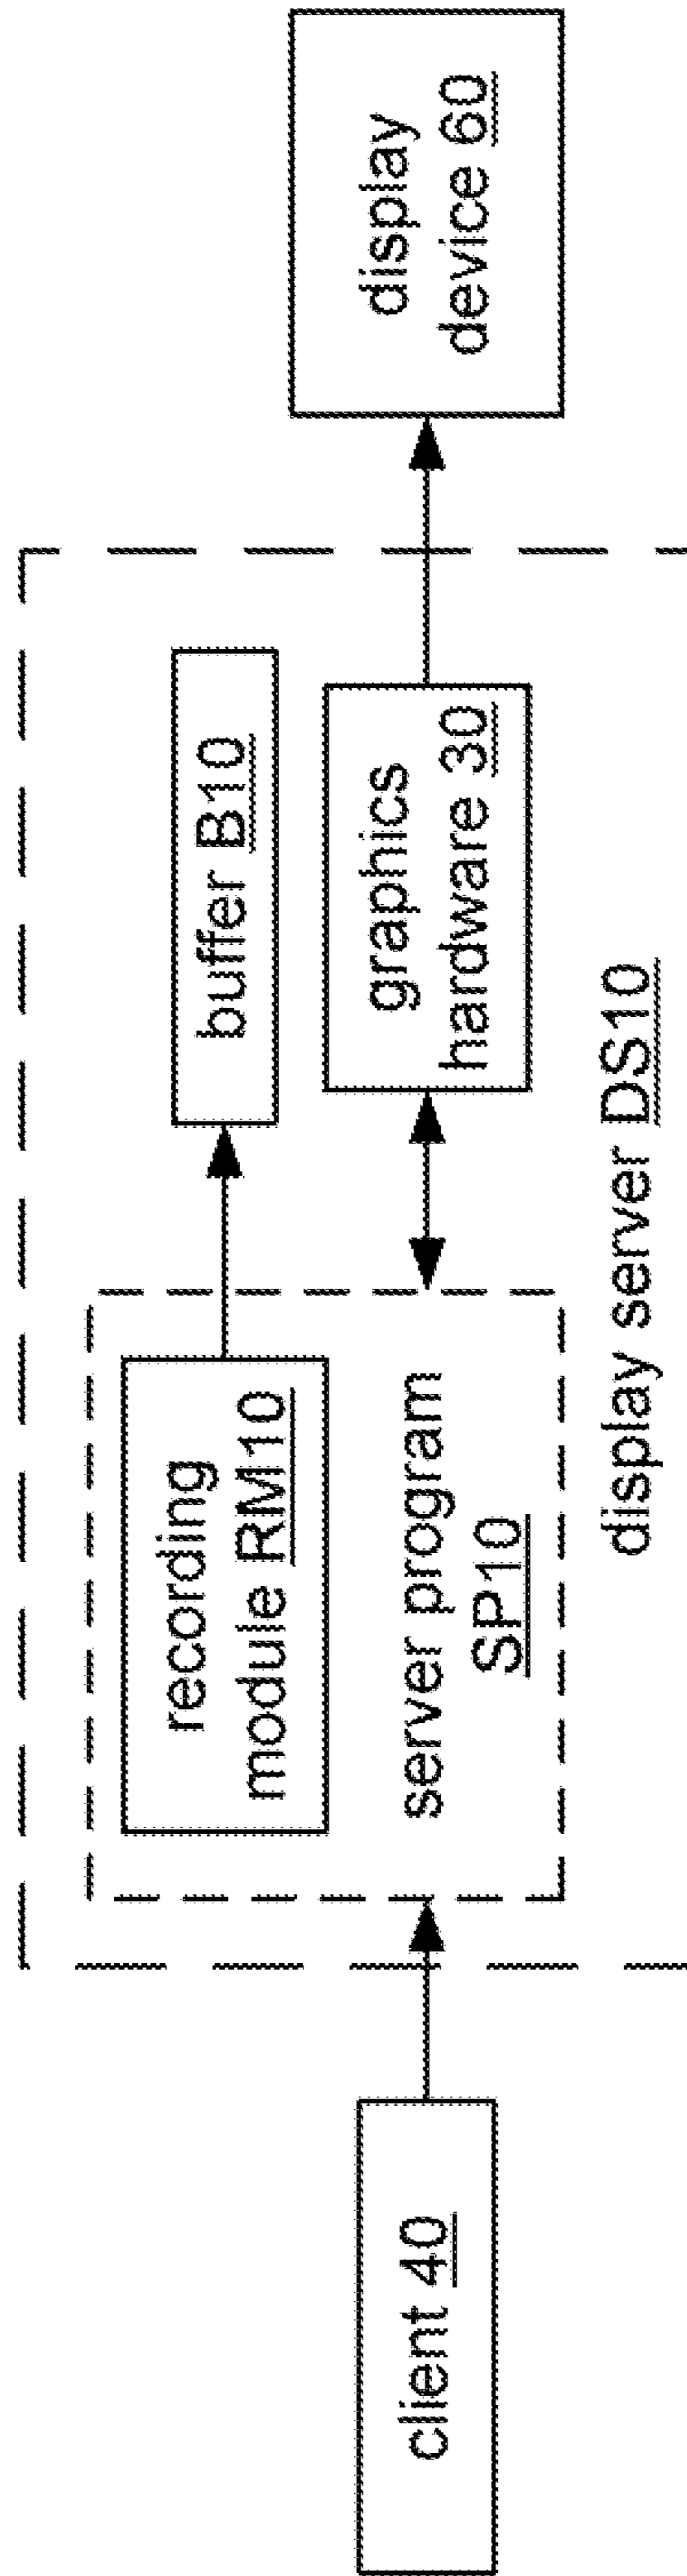 client 40
recording
module RM10
server program
SP10
buffer B10
graphics
hardware 30
display server DS10
display
device 60